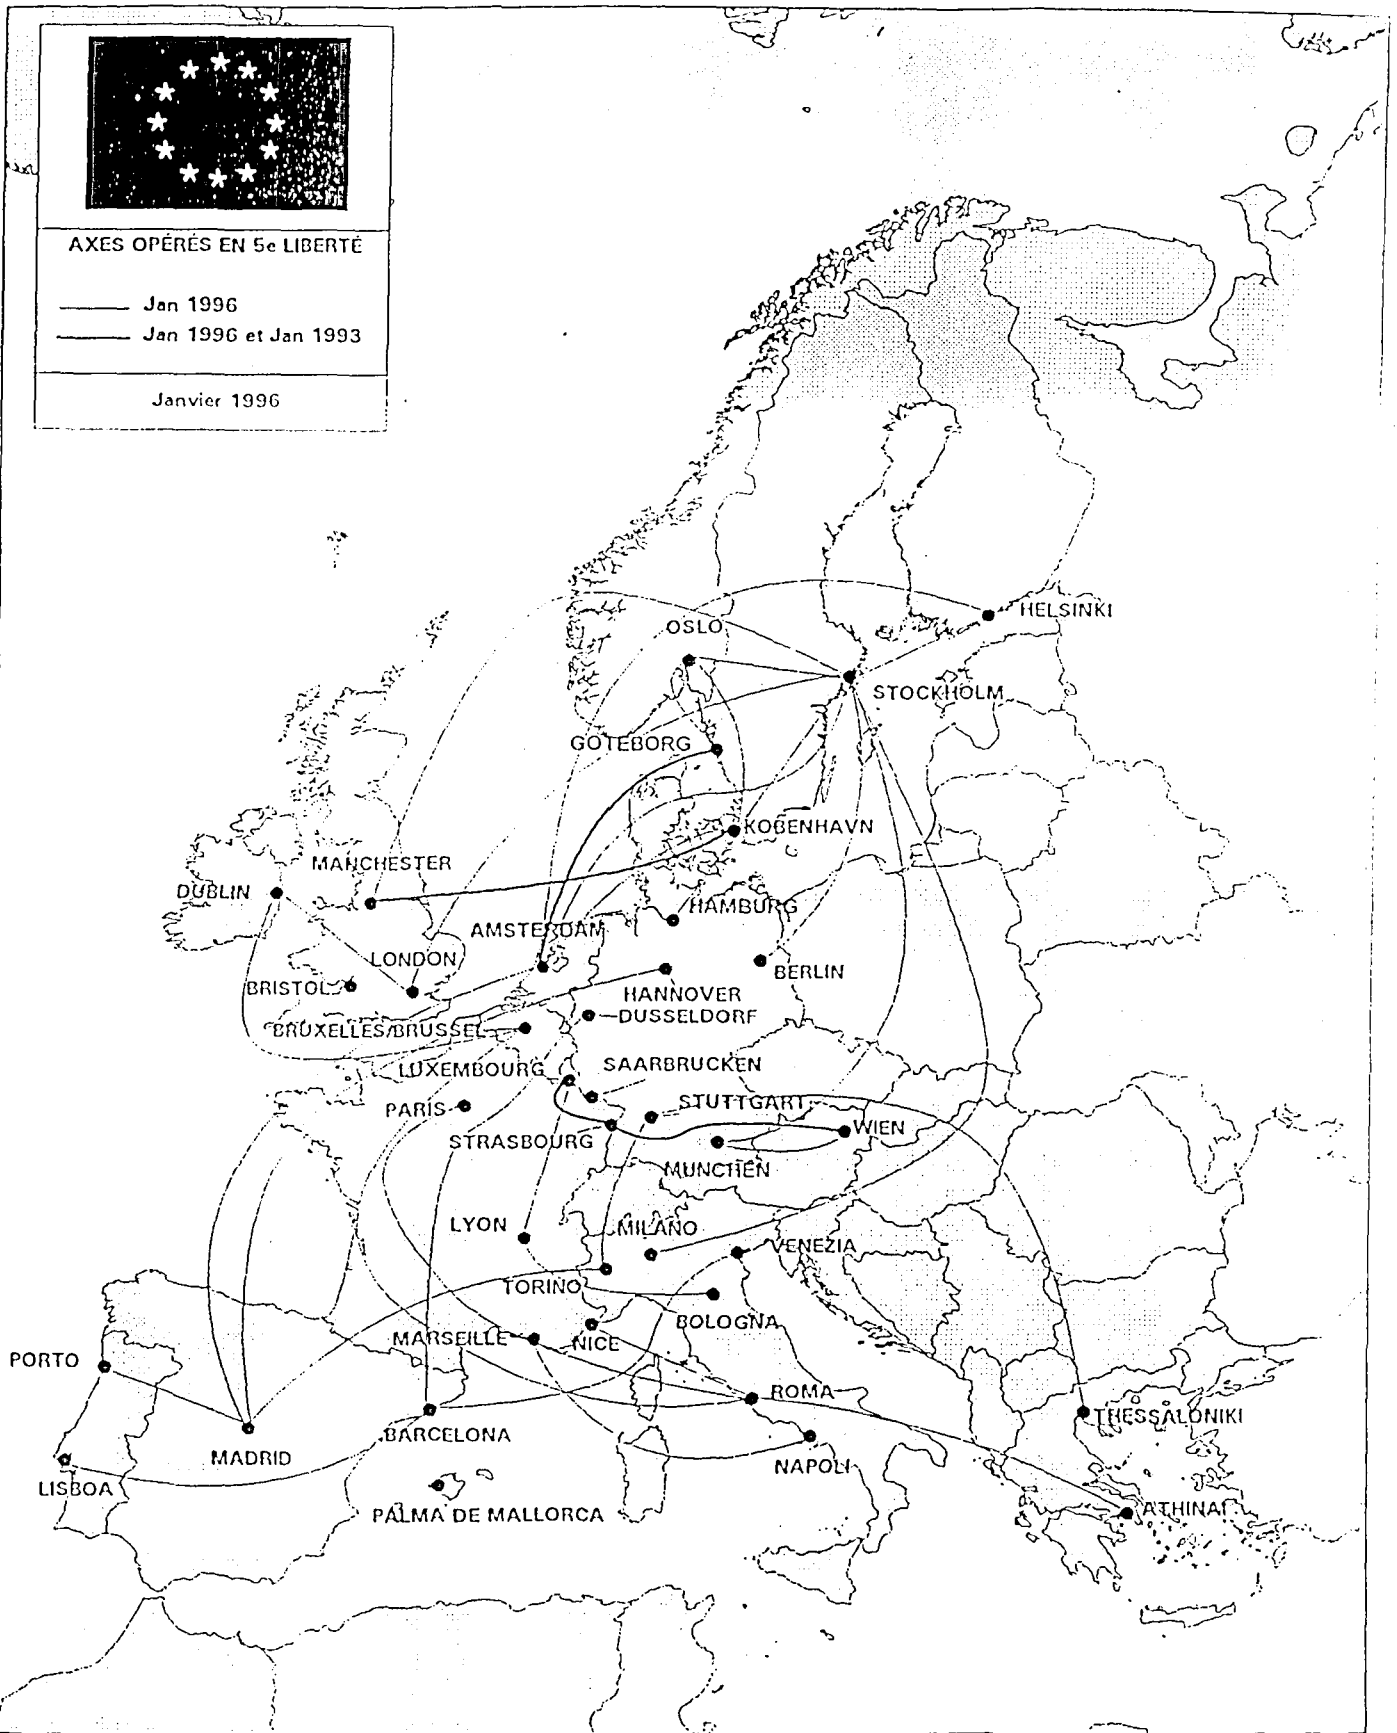 AXES OPÉRÉS EN 5e LIBERTÉ
Jan 1996
Jan 1996 et Jan 1993
Janvier 1996
HELSINKI
OSLO
STOCKHOLM
GOTEBORG
KOBENHAVN
MANCHESTER
DUBLIN
HAMBURG
AMSTERDAM
LONDON
BERLIN
BRISTOL
HANNOVER
DUSSELDORF
BRUXELLES/BRUSSEL
LUXEMBOURG
SAARBRUCKEN
PARIS
STUTTGART
WIEN
STRASBOURG
MUNCHEN
LYON
MILANO
VENEZIA
TORINO
BOLOGNA
MARSEILLE
NICE
PORTO
ROMA
THESSALONIKI
BARCELONA
MADRID
NAPOLI
LISBOA
ATHINAI
PALMA DE MALLORCA